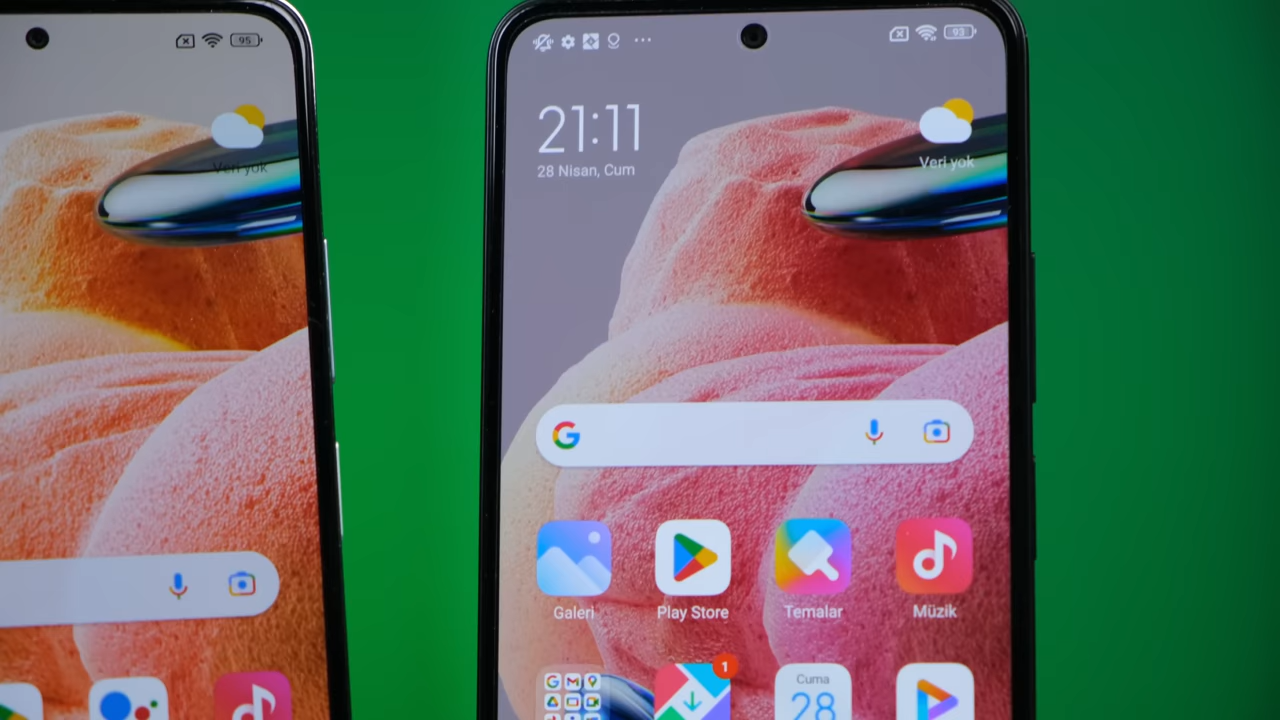 95
Veri yok
93
21:11
28 Nisan, Cum
Veri yok
Galeri
Play Store
Temalar
Müzik
1
Cuma
28